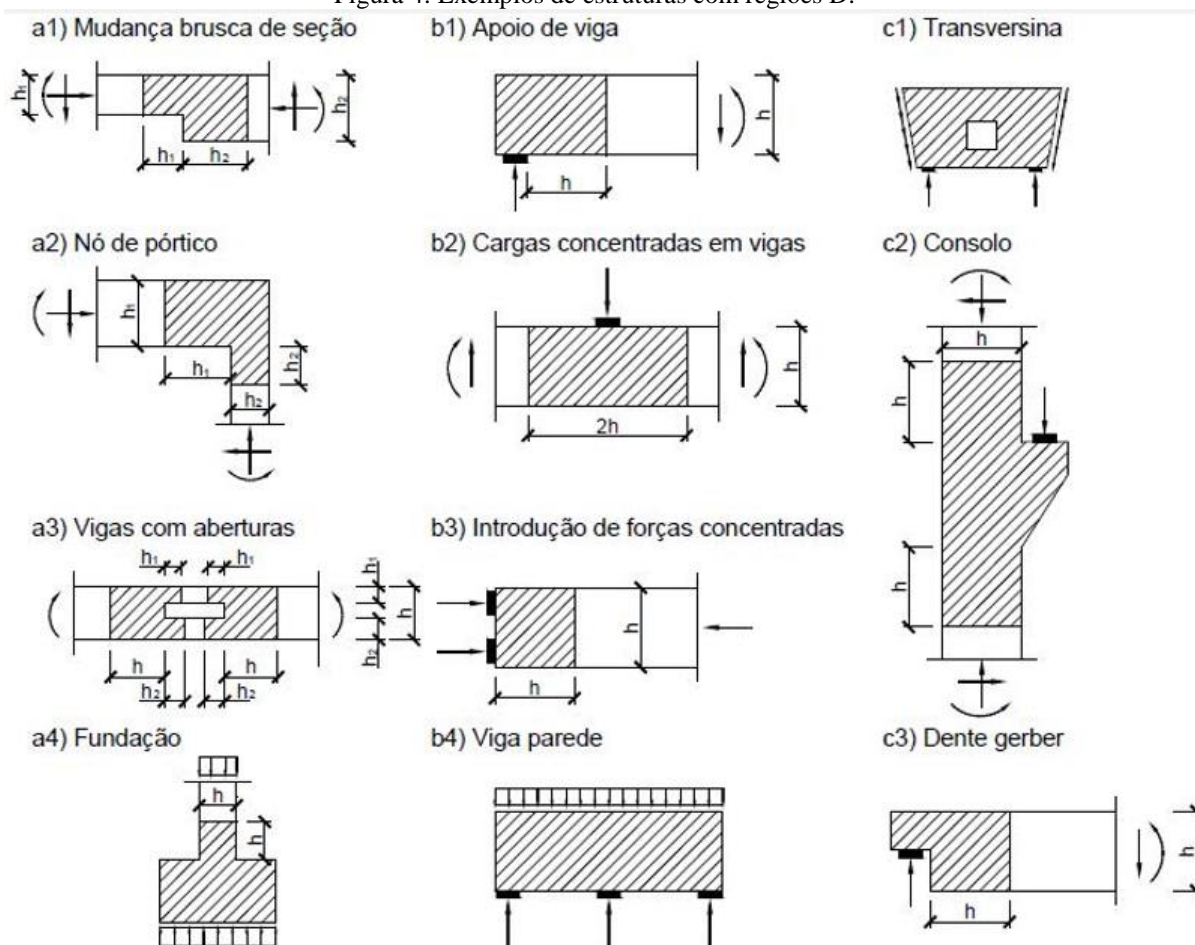 Figura 4: Exemplos de estruturas com regiões D.
a1) Mudança brusca de seção
b1) Apoio de viga
c1) Transversina
h₁
h₂
h₁
h₂
h
h
a2) Nó de pórtico
b2) Cargas concentradas em vigas
c2) Consolo
h₁
h₁
h₂
h₂
h
2h
h
h
h
a3) Vigas com aberturas
b3) Introdução de forças concentradas
h₁
h₁
h₁
h
h₂
h
h
h₂
h₂
h
h
a4) Fundação
b4) Viga parede
c3) Dente gerber
h
h
h
h